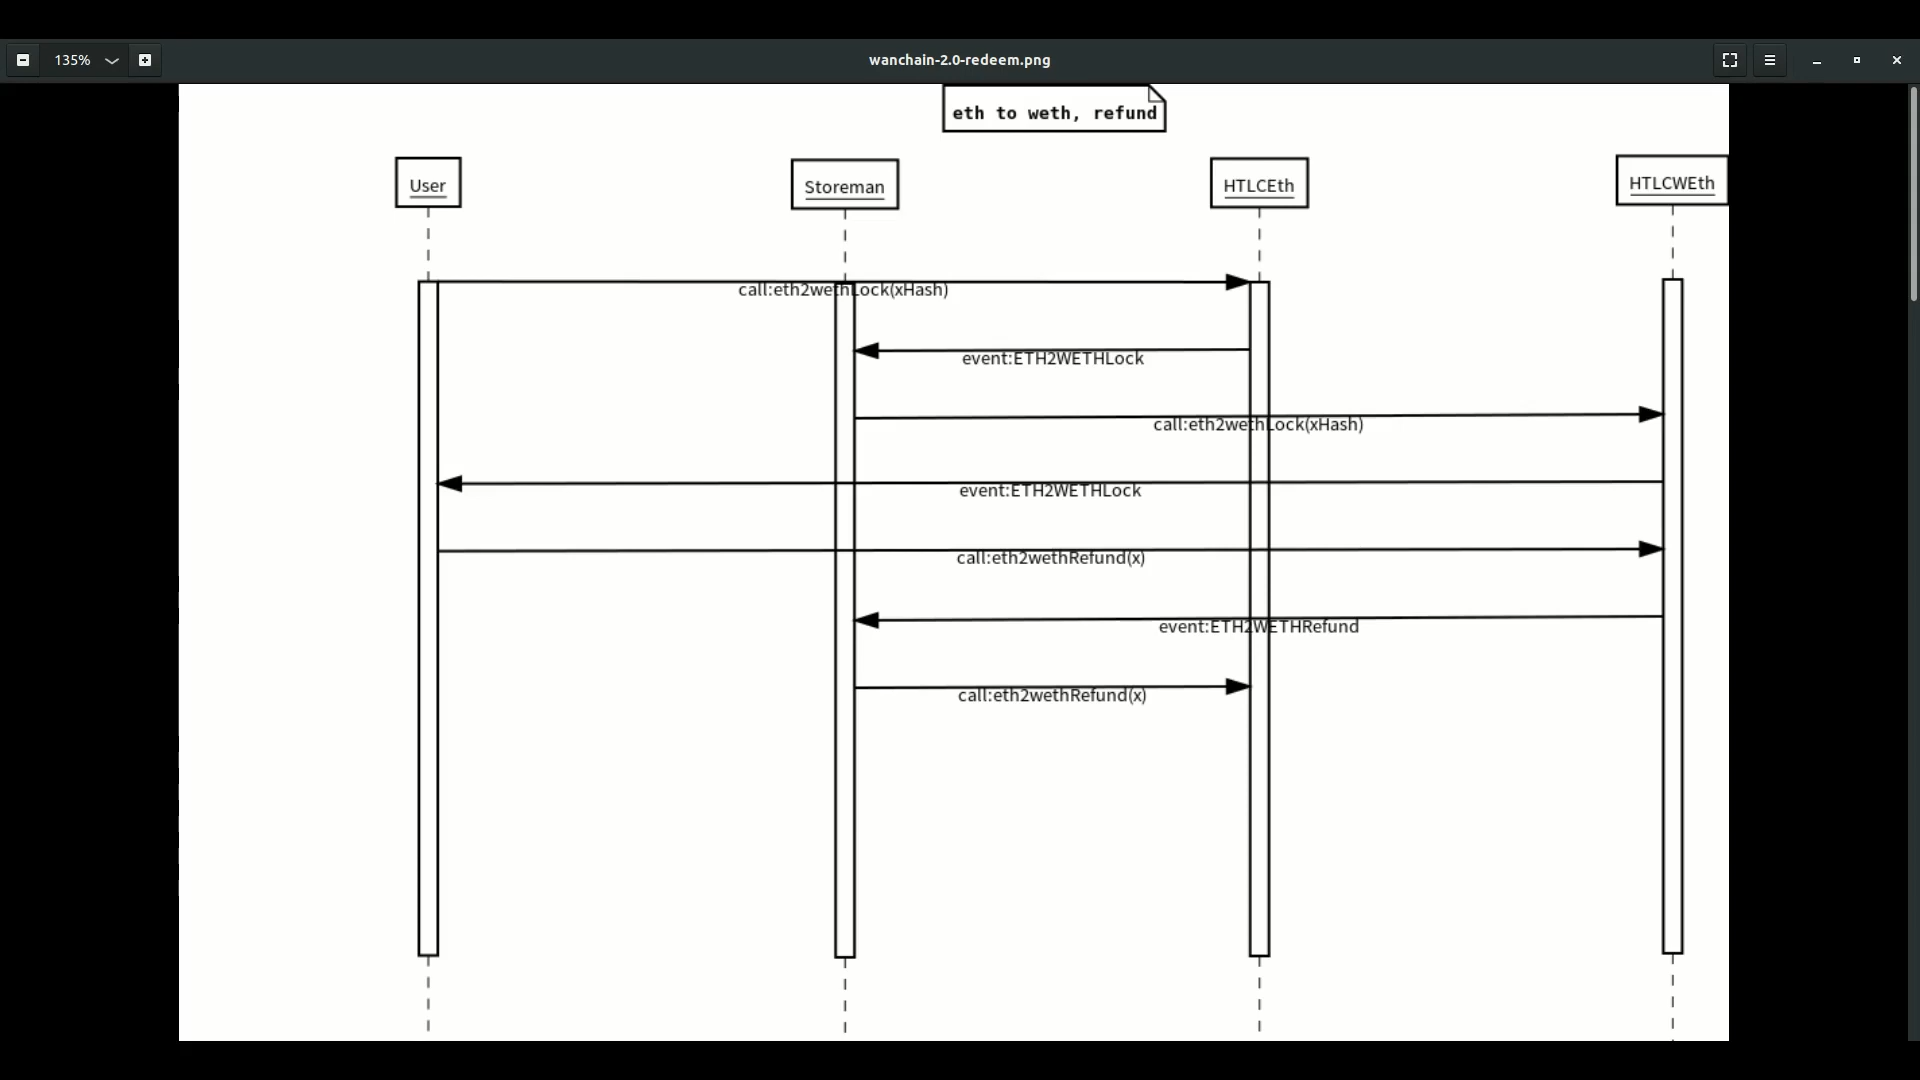 135%
wanchain-2.0-redeem.png
eth to weth, refund
User
Storeman
HTLCEth
HTLCWEth
call:eth2wethLock(xHash)
event:ETH2WETHLock
call:eth2wethLock(xHash)
event:ETH2WETHLock
call:eth2wethRefund(x)
event:ETH2WETHRefund
call:eth2wethRefund(x)